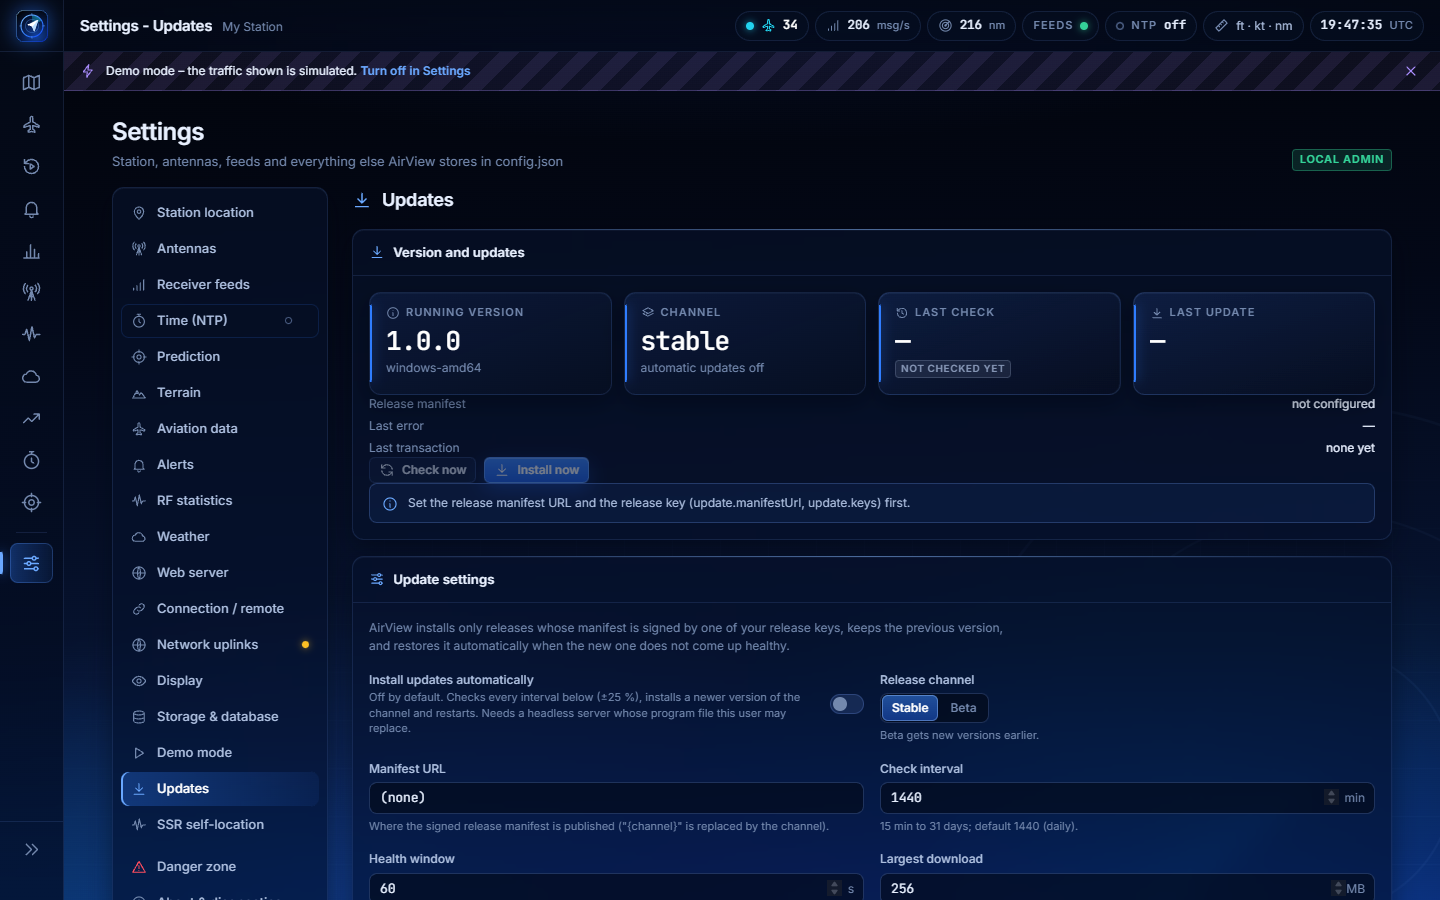 Settings - Updates My Station
34
206 msg/s
216 nm
FEEDS
NTP off
ft · kt · nm
19:47:35 UTC
Demo mode – the traffic shown is simulated. Turn off in Settings
Settings
Station, antennas, feeds and everything else AirView stores in config.json
LOCAL ADMIN
Station location
Antennas
Receiver feeds
Time (NTP)
Prediction
Terrain
Aviation data
Alerts
RF statistics
Weather
Web server
Connection / remote
Network uplinks
Display
Storage & database
Demo mode
Updates
SSR self-location
Danger zone
Updates
Version and updates
RUNNING VERSION
1.0.0
windows-amd64
CHANNEL
stable
automatic updates off
LAST CHECK
—
NOT CHECKED YET
LAST UPDATE
—
Release manifest not configured
Last error —
Last transaction none yet
Check now
Install now
Set the release manifest URL and the release key (update.manifestUrl, update.keys) first.
Update settings
AirView installs only releases whose manifest is signed by one of your release keys, keeps the previous version,
and restores it automatically when the new one does not come up healthy.
Install updates automatically
Off by default. Checks every interval below (±25 %), installs a newer version of the
channel and restarts. Needs a headless server whose program file this user may
replace.
Release channel
Stable Beta
Beta gets new versions earlier.
Manifest URL
(none)
Where the signed release manifest is published ("{channel}" is replaced by the channel).
Check interval
1440 min
15 min to 31 days; default 1440 (daily).
Health window
60 s
Largest download
256 MB